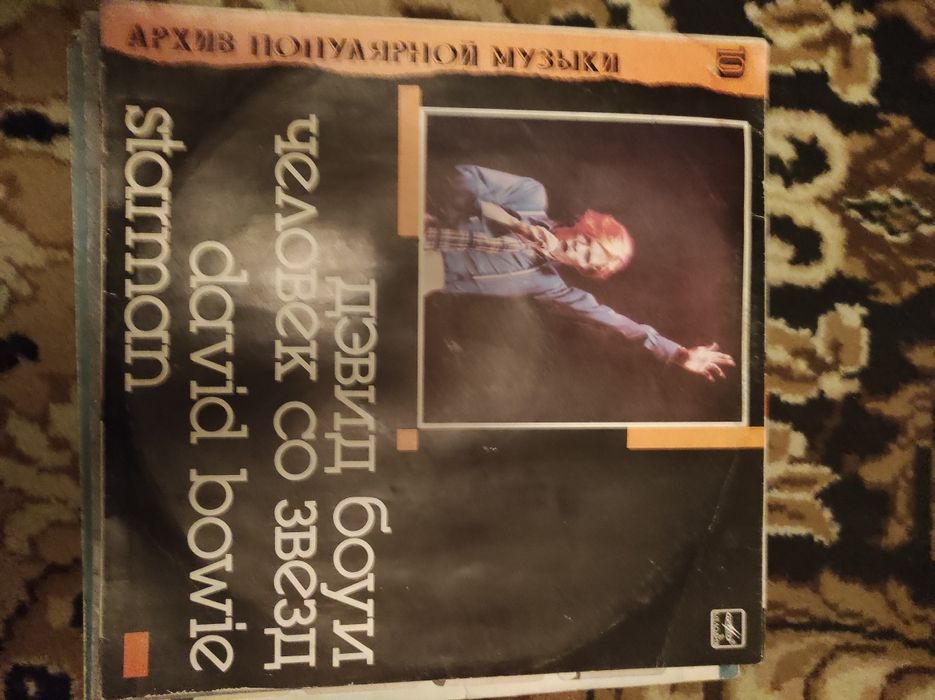 АРХИВ ПОПУЛЯРНОЙ МУЗЫКИ
10
дэвид боуи
человек со звезд
david bowie
starman